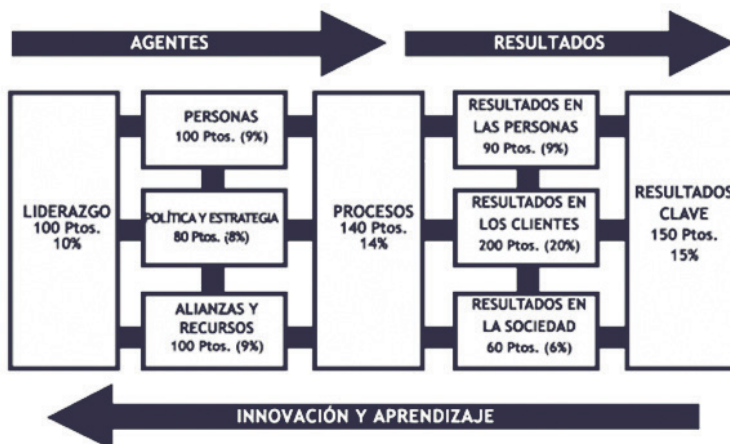 AGENTES
RESULTADOS
LIDERAZGO
100 Ptos.
10%
PERSONAS
100 Ptos. (9%)
POLÍTICA Y ESTRATEGIA
80 Ptos. (8%)
ALIANZAS Y
RECURSOS
100 Ptos. (9%)
PROCESOS
140 Ptos.
14%
RESULTADOS EN
LAS PERSONAS
90 Ptos. (9%)
RESULTADOS EN
LOS CLIENTES
200 Ptos. (20%)
RESULTADOS EN
LA SOCIEDAD
60 Ptos. (6%)
RESULTADOS
CLAVE
150 Ptos.
15%
INNOVACIÓN Y APRENDIZAJE